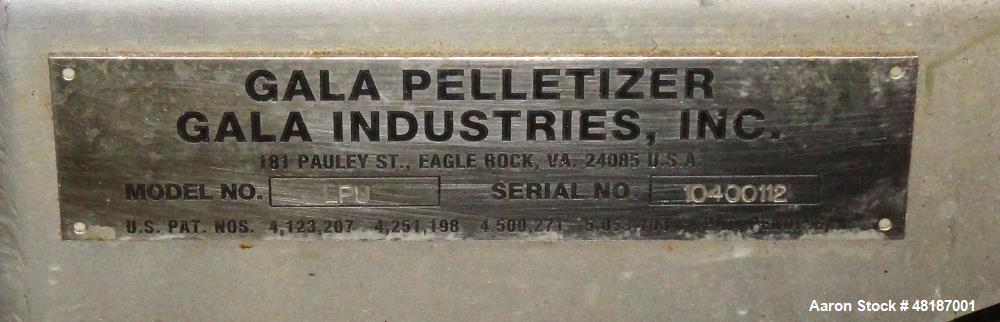 GALA PELLETIZER
GALA INDUSTRIES, INC.
181 PAULEY ST., EAGLE ROCK, VA. 24085 U.S.A.
MODEL NO. LPU SERIAL NO. 10400112
U.S. PAT. NOS. 4,123,207 4,251,198 4,500,271
Aaron Stock # 48187001